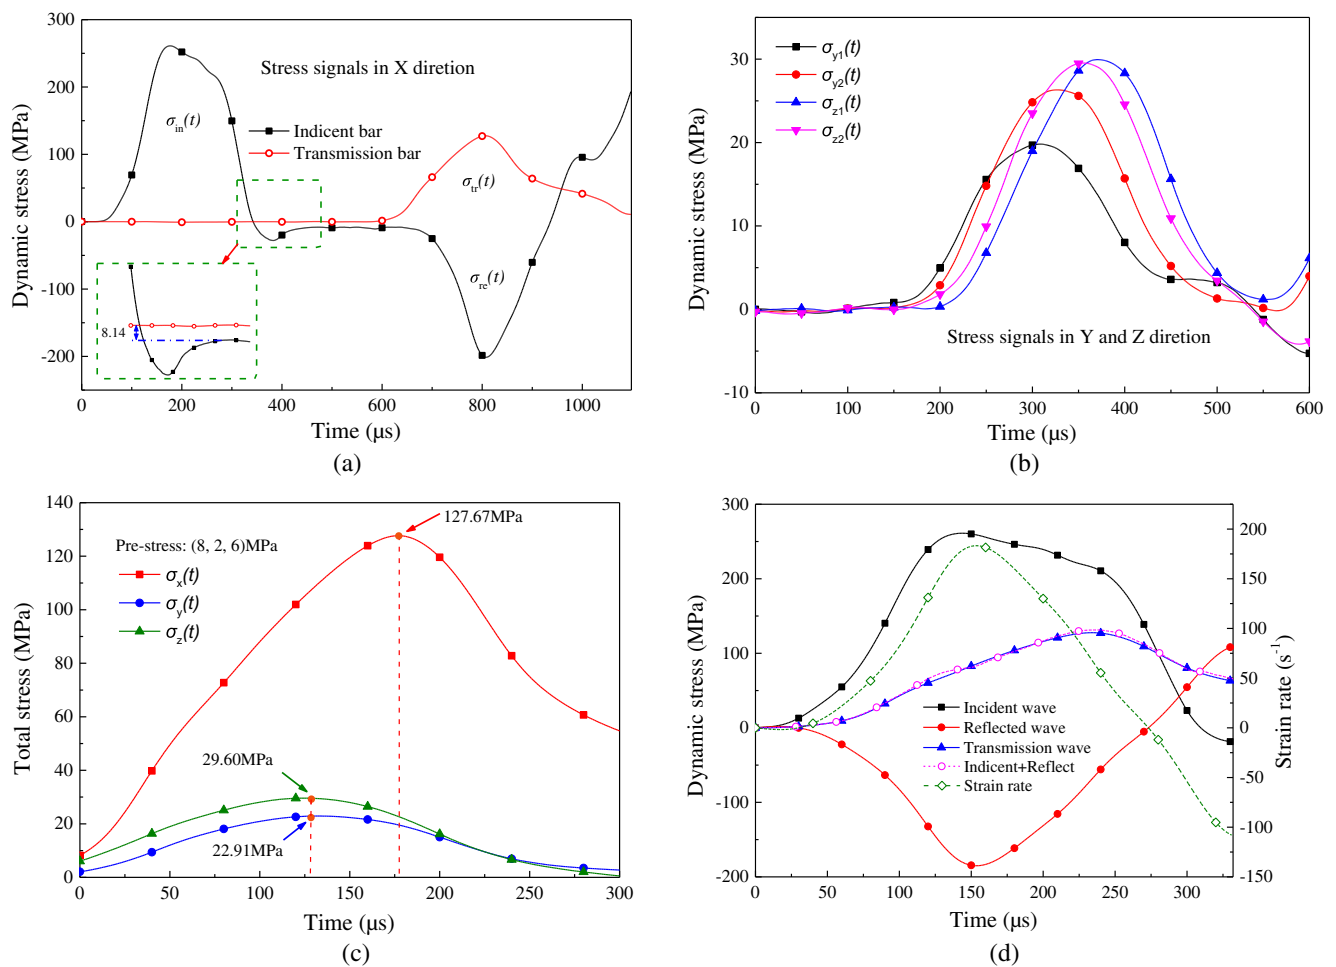 300
200
100
0
-100
-200
Dynamic stress (MPa)
Stress signals in X diretion
σin(t)
Indicent bar
Transmission bar
σtr(t)
σre(t)
8.14
0 200 400 600 800 1000
Time (μs)
(a)
30
20
10
0
-10
Dynamic stress (MPa)
σy1(t)
σy2(t)
σz1(t)
σz2(t)
Stress signals in Y and Z diretion
0 100 200 300 400 500 600
Time (μs)
(b)
140
120
100
80
60
40
20
0
Total stress (MPa)
127.67MPa
Pre-stress: (8, 2, 6)MPa
σx(t)
σy(t)
σz(t)
29.60MPa
22.91MPa
0 50 100 150 200 250 300
Time (μs)
(c)
300
200
100
0
-100
-200
Dynamic stress (MPa)
200
150
100
50
0
-50
-100
-150
Strain rate (s-1)
Incident wave
Reflected wave
Transmission wave
Indicent+Reflect
Strain rate
0 50 100 150 200 250 300
Time (μs)
(d)